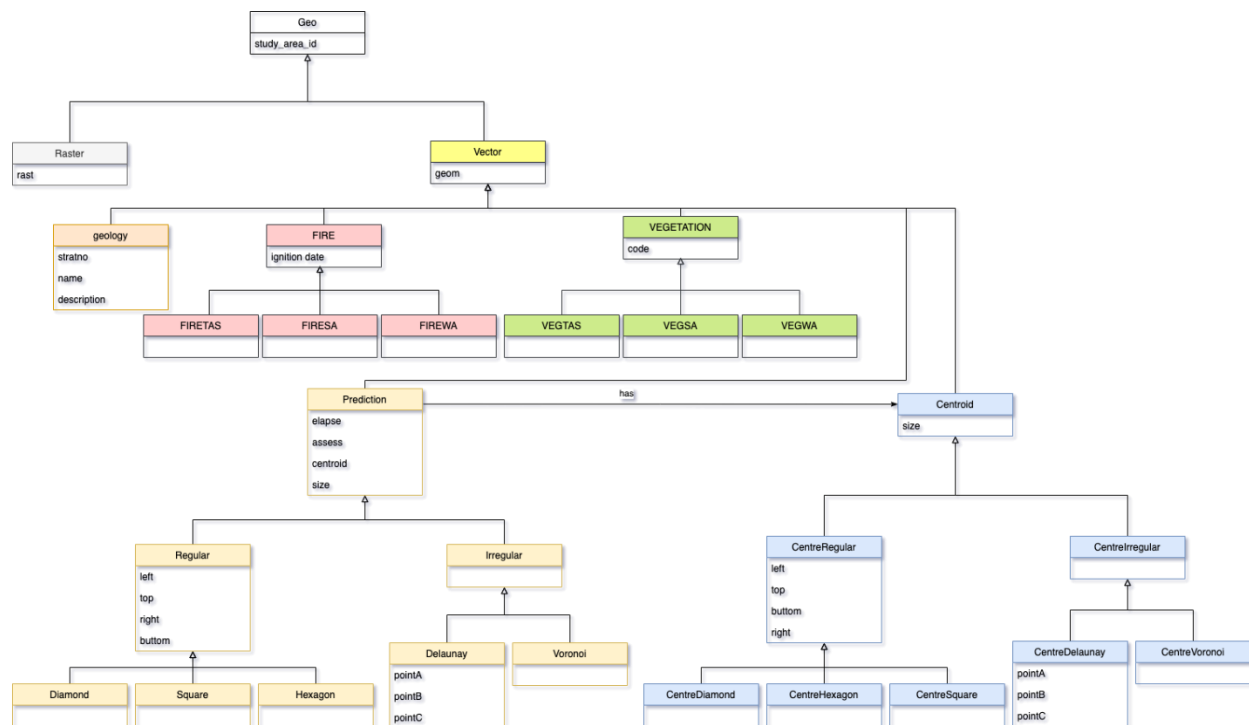 Geo
study_area_id
Raster
rast
Vector
geom
geology
stratno
name
description
FIRE
ignition date
VEGETATION
code
FIRETAS
FIRESA
FIREWA
VEGTAS
VEGSA
VEGWA
Prediction
elapse
assess
centroid
size
has
Centroid
size
Regular
left
top
right
buttom
Irregular
CentreRegular
left
top
buttom
right
CentreIrregular
Diamond
Square
Hexagon
Delaunay
pointA
pointB
pointC
Voronoi
CentreDiamond
CentreHexagon
CentreSquare
CentreDelaunay
pointA
pointB
pointC
CentreVoronoi